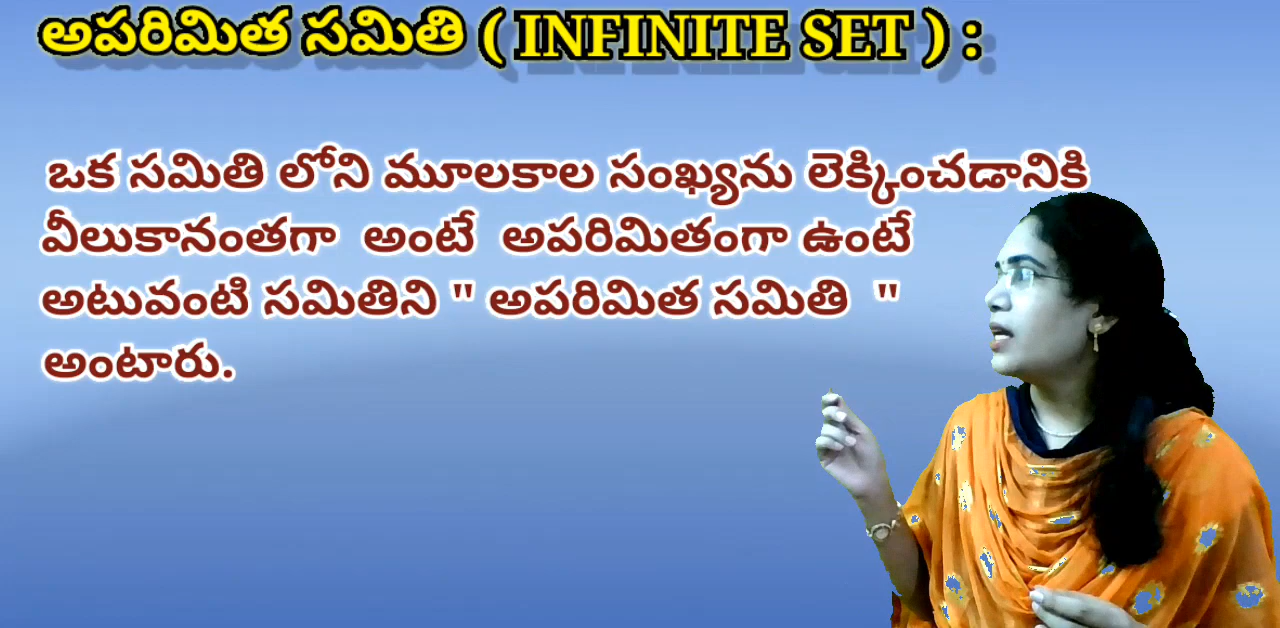 అపరిమిత సమితి ( INFINITE SET ) :
ఒక సమితి లోని మూలకాల సంఖ్యను లెక్కించడానికి
వీలుకానంతగా అంటే అపరిమితంగా ఉంటే
అటువంటి సమితిని " అపరిమిత సమితి "
అంటారు.